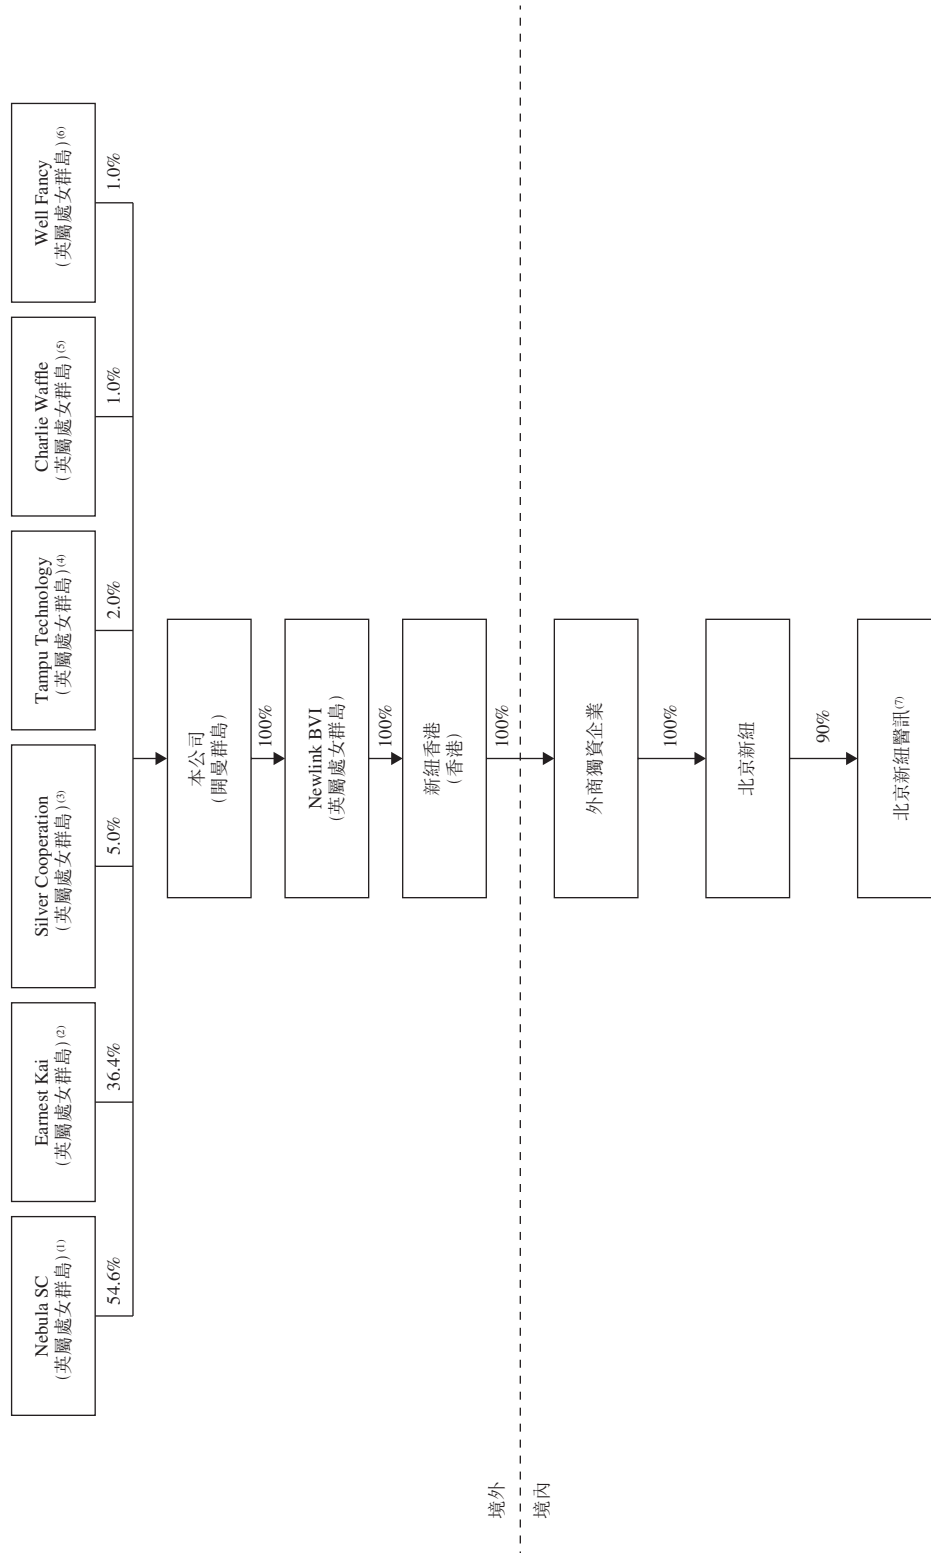 Nebula SC
(英屬處女群島)(1)
Earnest Kai
(英屬處女群島)(2)
Silver Cooperation
(英屬處女群島)(3)
Tampu Technology
(英屬處女群島)(4)
Charlie Waffle
(英屬處女群島)(5)
Well Fancy
(英屬處女群島)(6)
54.6%
36.4%
5.0%
2.0%
1.0%
1.0%
本公司
(開曼群島)
100%
Newlink BVI
(英屬處女群島)
100%
新紐香港
(香港)
100%
境外
境內
外商獨資企業
100%
北京新紐
90%
北京新紐醫訊(7)